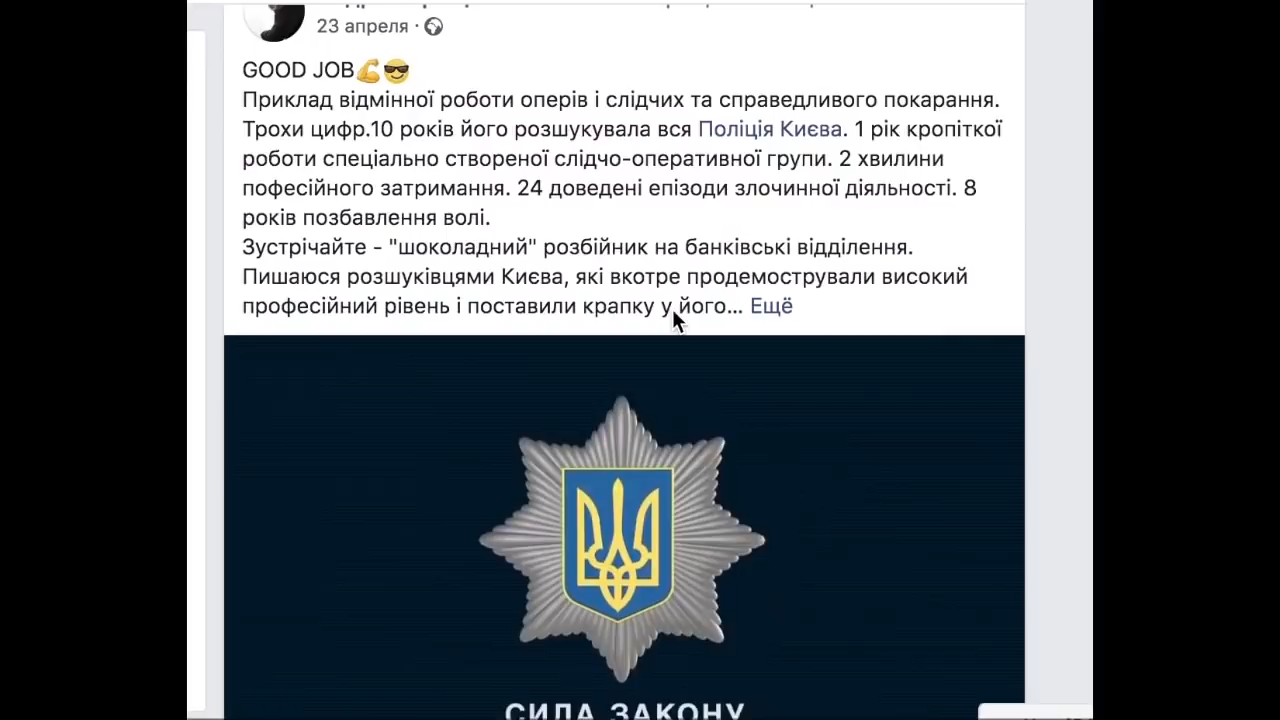 23 апреля ·
GOOD JOB💪😎
Приклад відмінної роботи оперів і слідчих та справедливого покарання.
Трохи цифр.10 років його розшукувала вся Поліція Києва. 1 рік кропіткої
роботи спеціально створеної слідчо-оперативної групи. 2 хвилини
пофесійного затримання. 24 доведені епізоди злочинної діяльності. 8
років позбавлення волі.
Зустрічайте - "шоколадний" розбійник на банківські відділення.
Пишаюся розшуківцями Києва, які вкотре продемострували високий
професійний рівень і поставили крапку у його... Ещё
СИЛА ЗАКОНУ